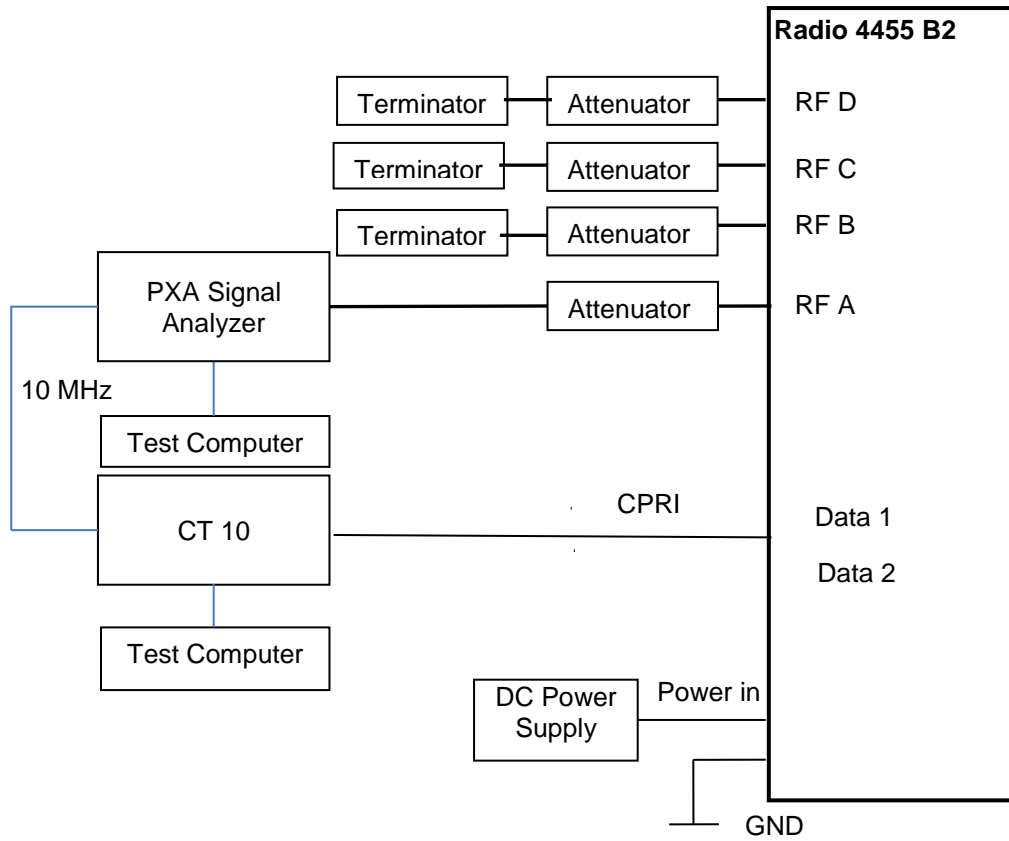 Radio 4455 B2
Terminator
Attenuator
RF D
Terminator
Attenuator
RF C
Terminator
Attenuator
RF B
PXA Signal
Analyzer
Attenuator
RF A
10 MHz
Test Computer
CT 10
CPRI
Data 1
Data 2
Test Computer
DC Power
Supply
Power in
GND